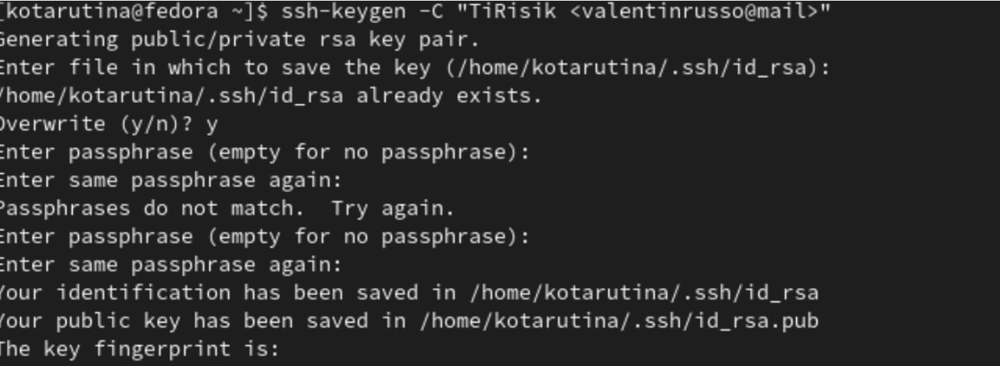 [kotarutina@fedora ~]$ ssh-keygen -C "TiRisik <valentinrusso@mail>"
Generating public/private rsa key pair.
Enter file in which to save the key (/home/kotarutina/.ssh/id_rsa):
/home/kotarutina/.ssh/id_rsa already exists.
Overwrite (y/n)? y
Enter passphrase (empty for no passphrase):
Enter same passphrase again:
Passphrases do not match.  Try again.
Enter passphrase (empty for no passphrase):
Enter same passphrase again:
Your identification has been saved in /home/kotarutina/.ssh/id_rsa
Your public key has been saved in /home/kotarutina/.ssh/id_rsa.pub
The key fingerprint is: